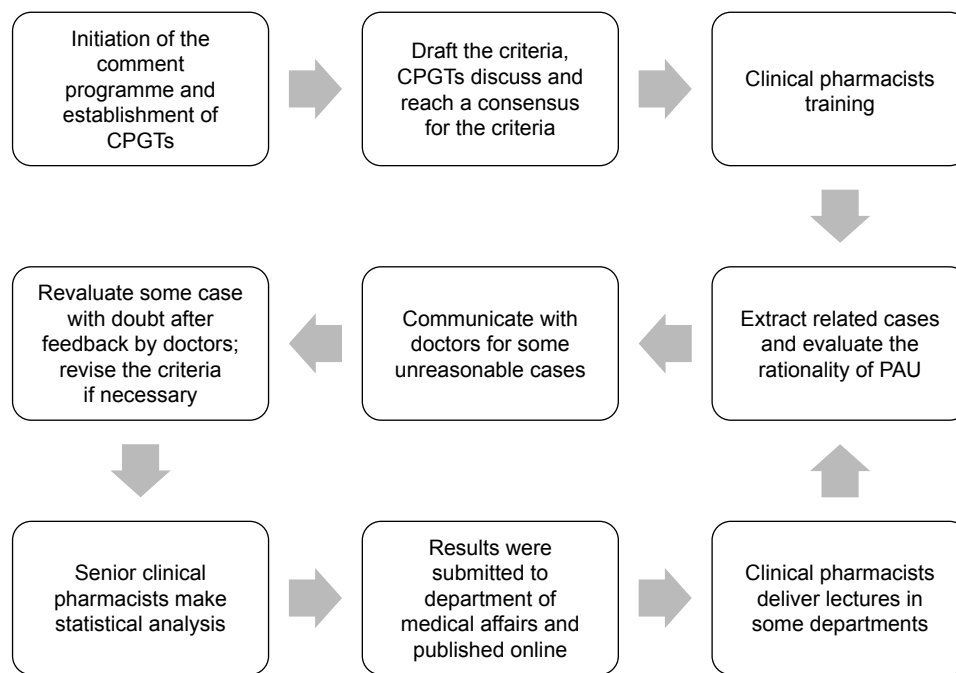 Initiation of the
comment
programme and
establishment of
CPGTs
Draft the criteria,
CPGTs discuss and
reach a consensus
for the criteria
Clinical pharmacists
training
Extract related cases
and evaluate the
rationality of PAU
Communicate with
doctors for some
unreasonable cases
Revaluate some case
with doubt after
feedback by doctors;
revise the criteria
if necessary
Senior clinical
pharmacists make
statistical analysis
Results were
submitted to
department of
medical affairs and
published online
Clinical pharmacists
deliver lectures in
some departments